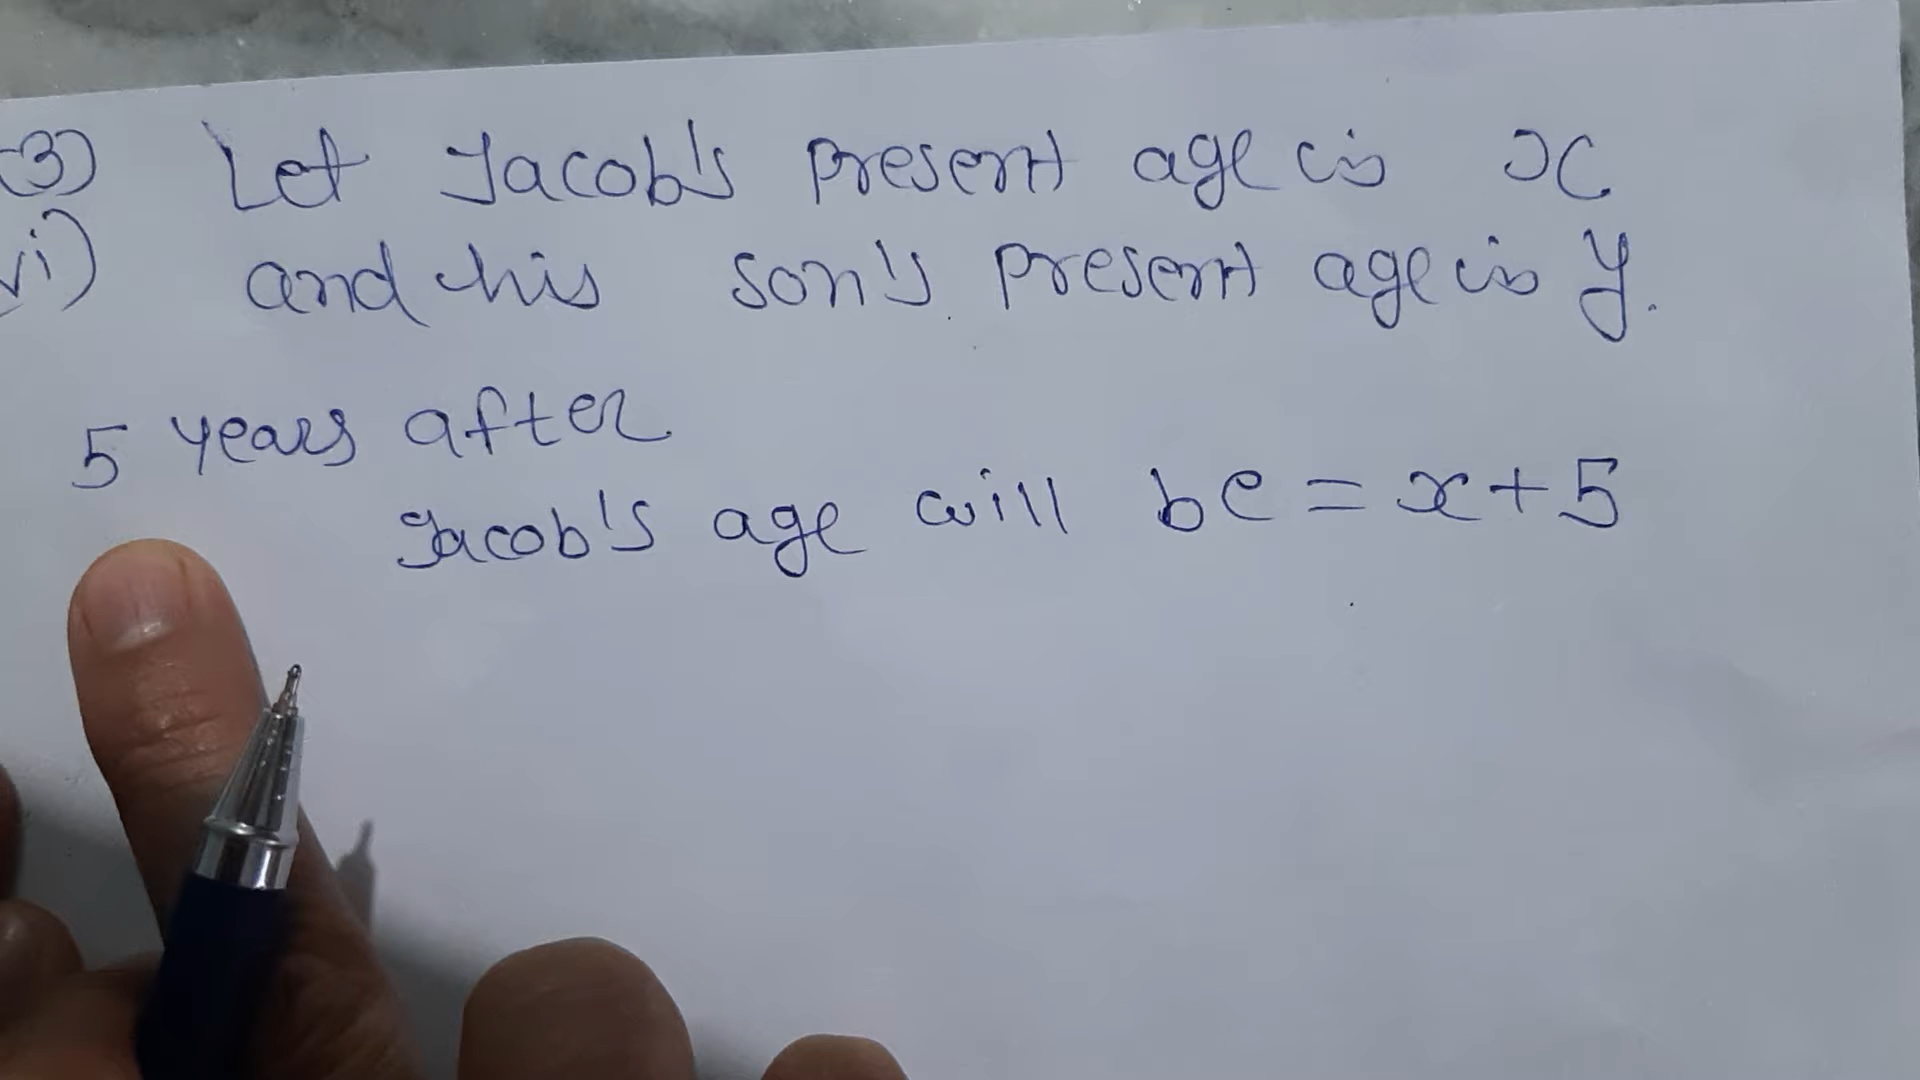 (3) Let Jacob's present age is x
vi) and his son's present age is y.
5 years after
Jacob's age will be = x + 5